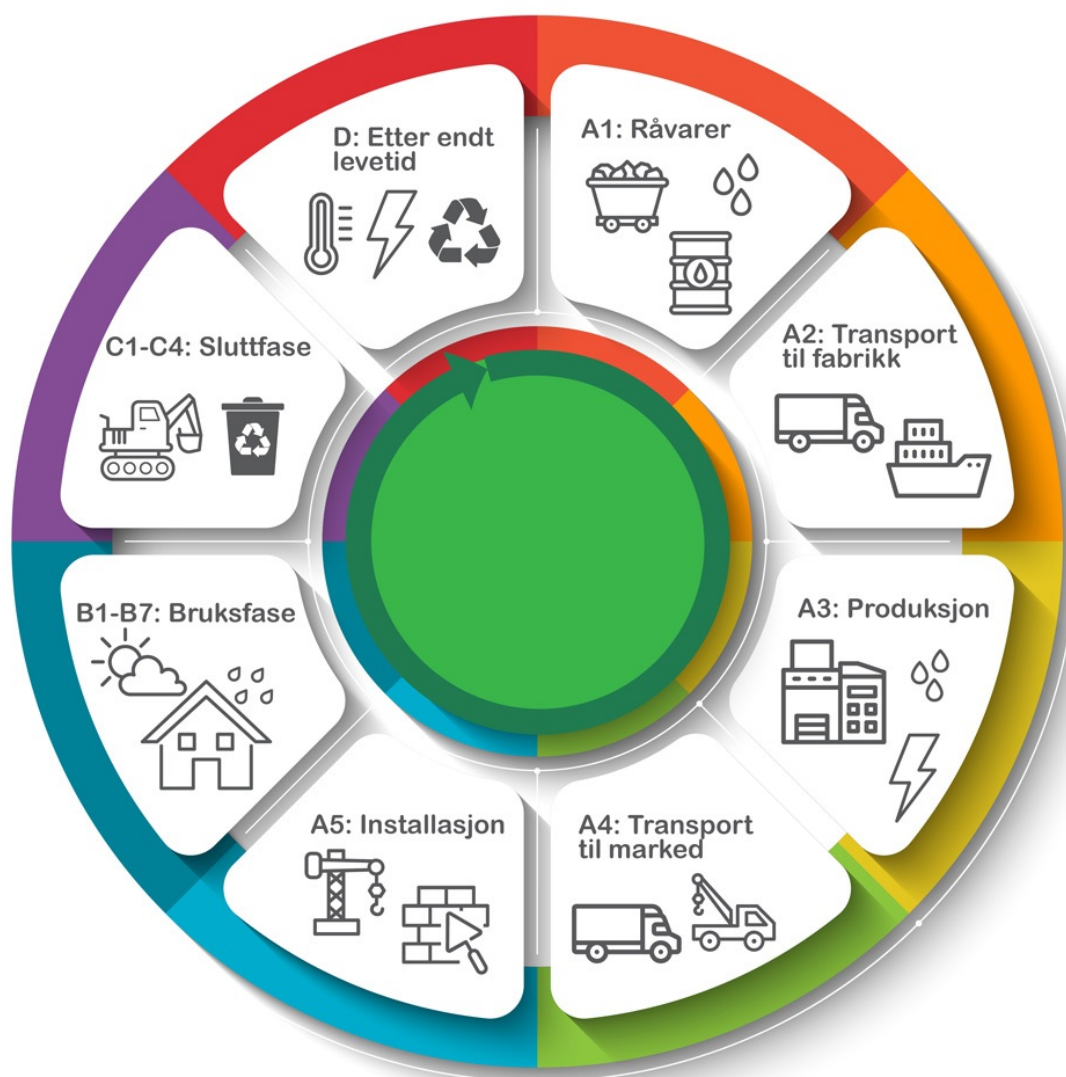 A1: Råvarer
A2: Transport
til fabrikk
A3: Produksjon
A4: Transport
til marked
A5: Installasjon
B1-B7: Bruksfase
C1-C4: Sluttfase
D: Etter endt
levetid